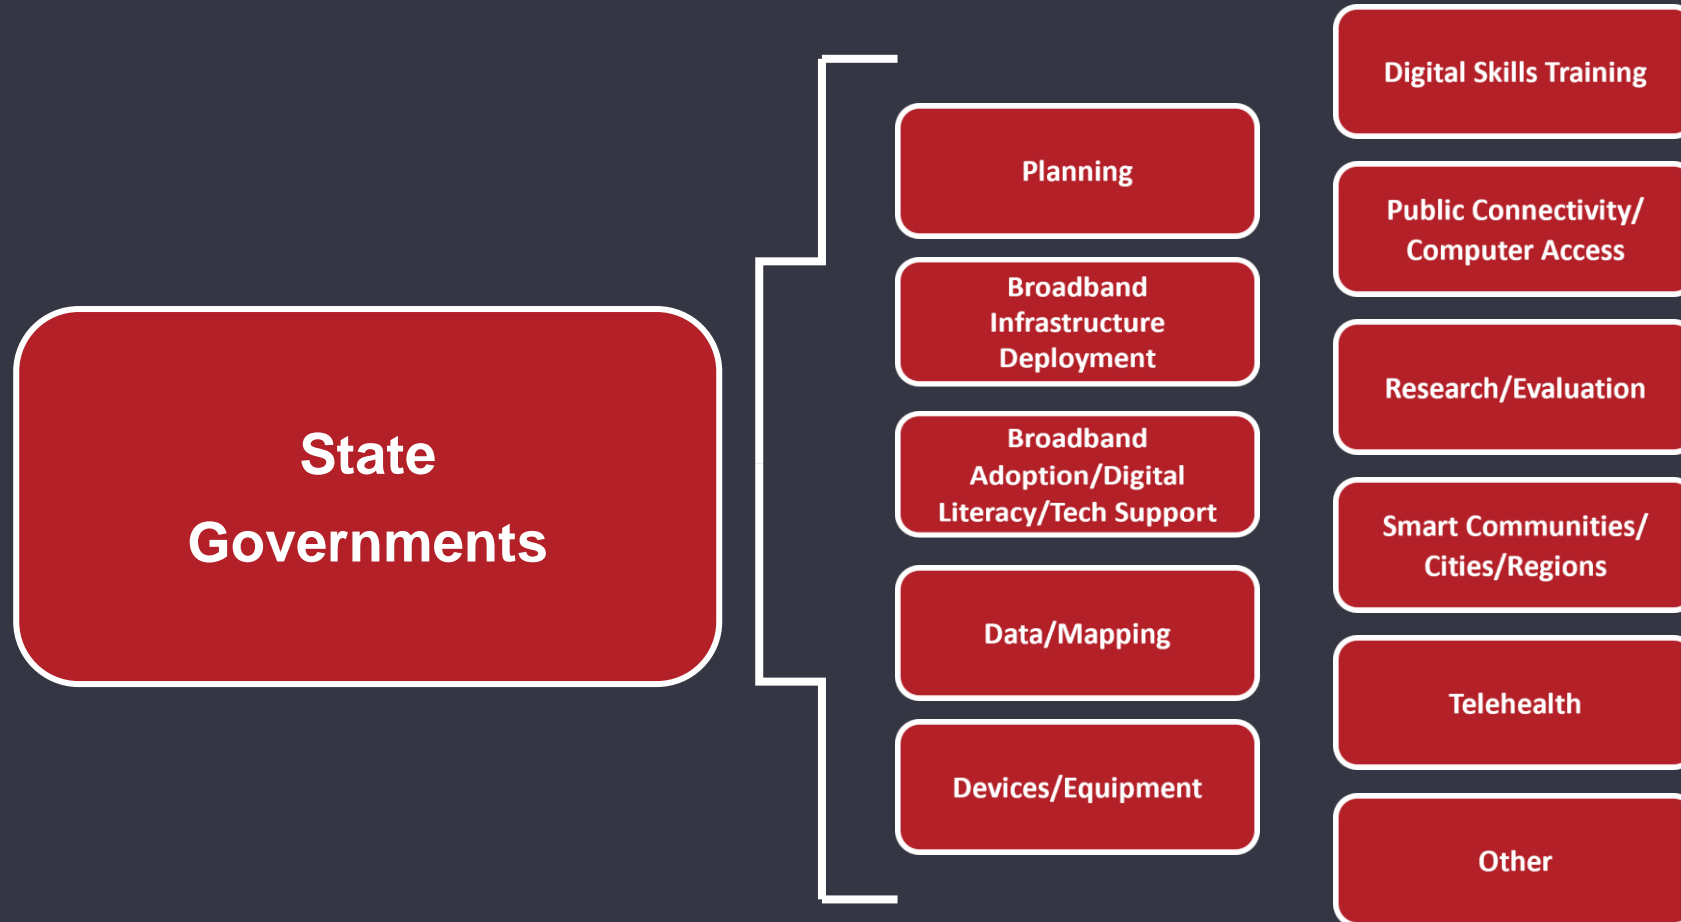 State
Governments
Planning
Broadband
Infrastructure
Deployment
Broadband
Adoption/Digital
Literacy/Tech Support
Data/Mapping
Devices/Equipment
Digital Skills Training
Public Connectivity/
Computer Access
Research/Evaluation
Smart Communities/
Cities/Regions
Telehealth
Other